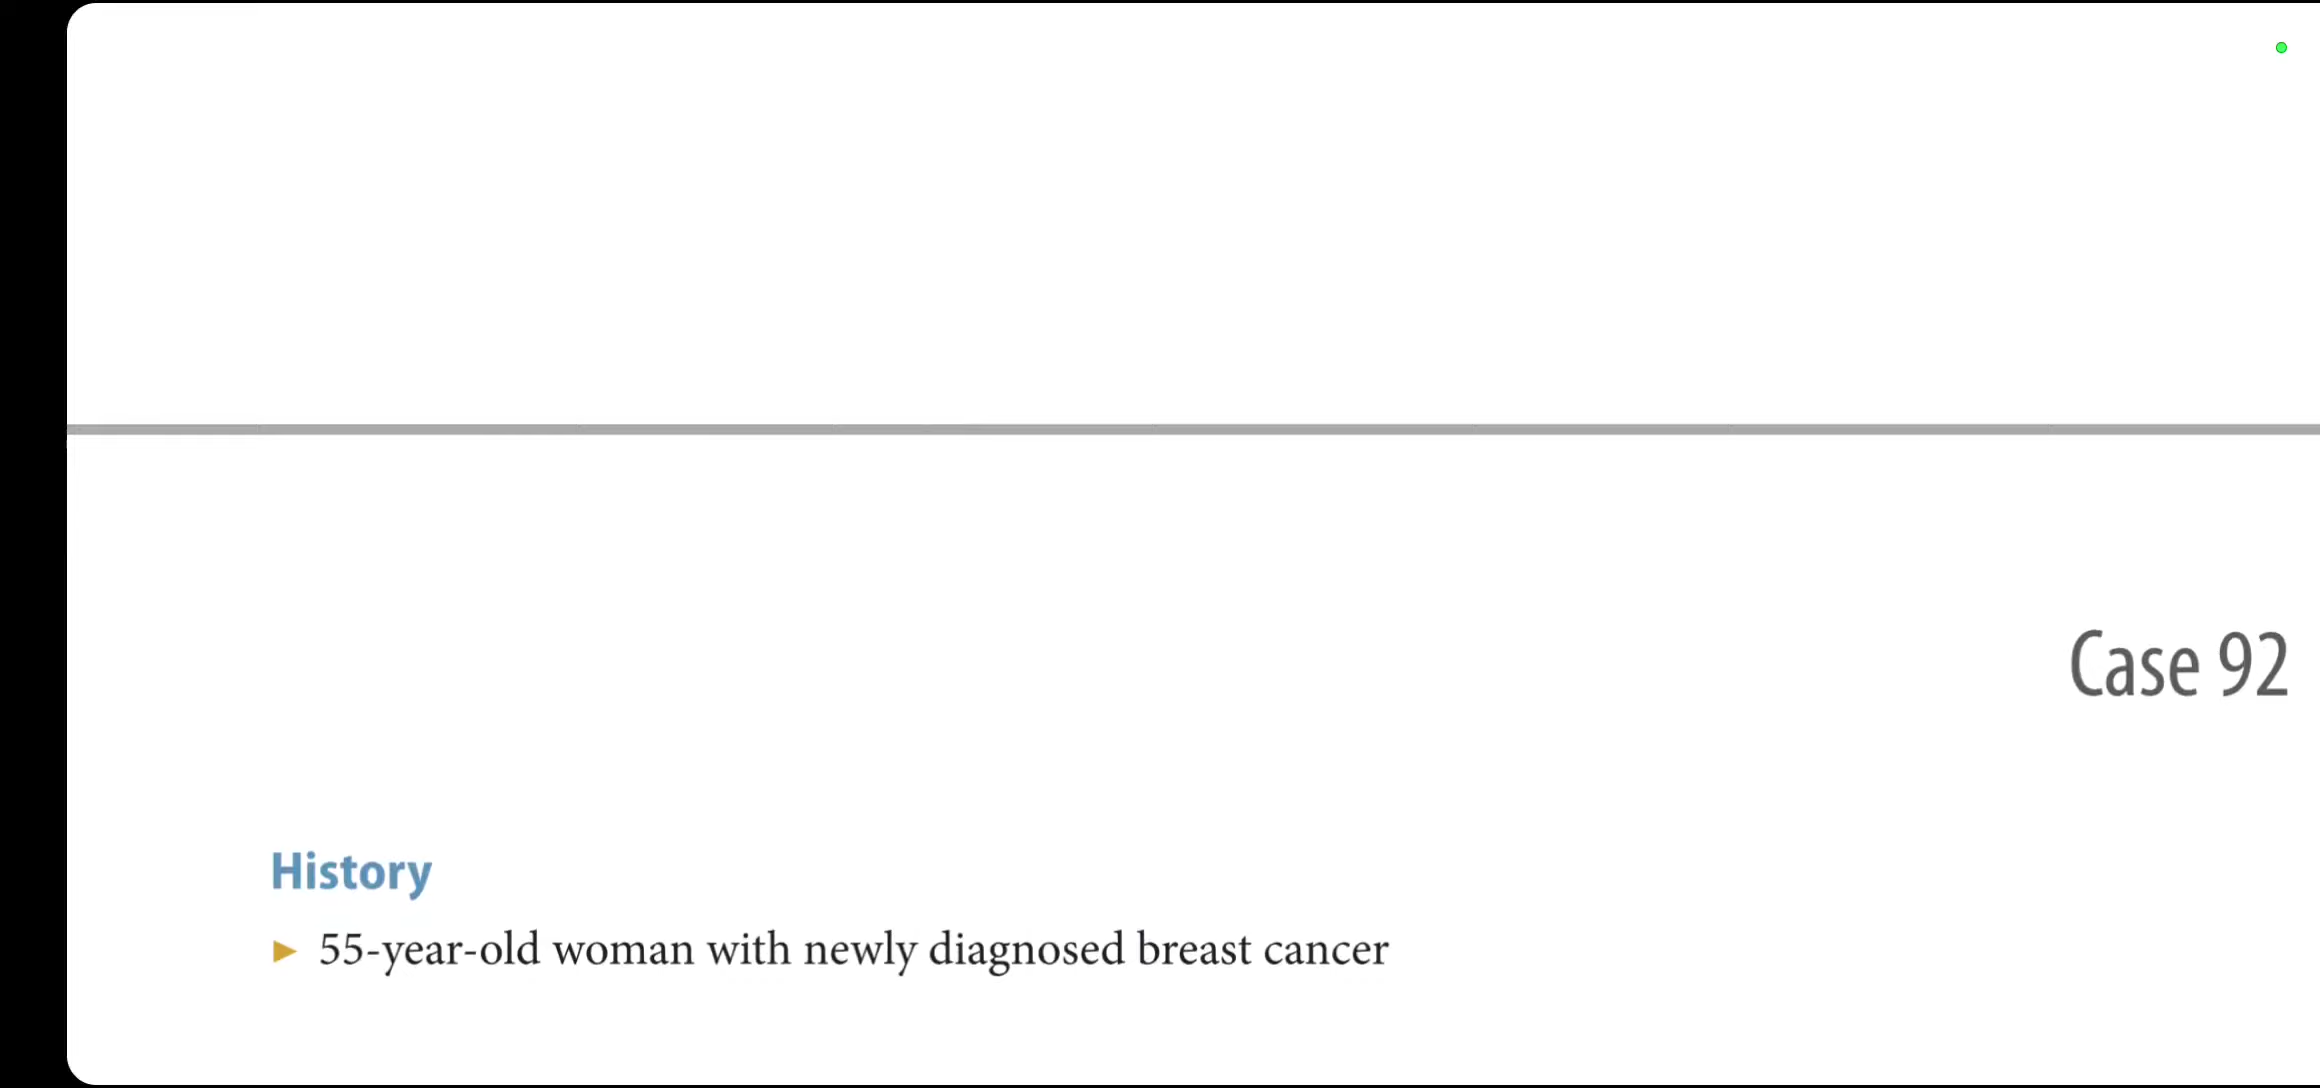 Case 92
History
► 55-year-old woman with newly diagnosed breast cancer